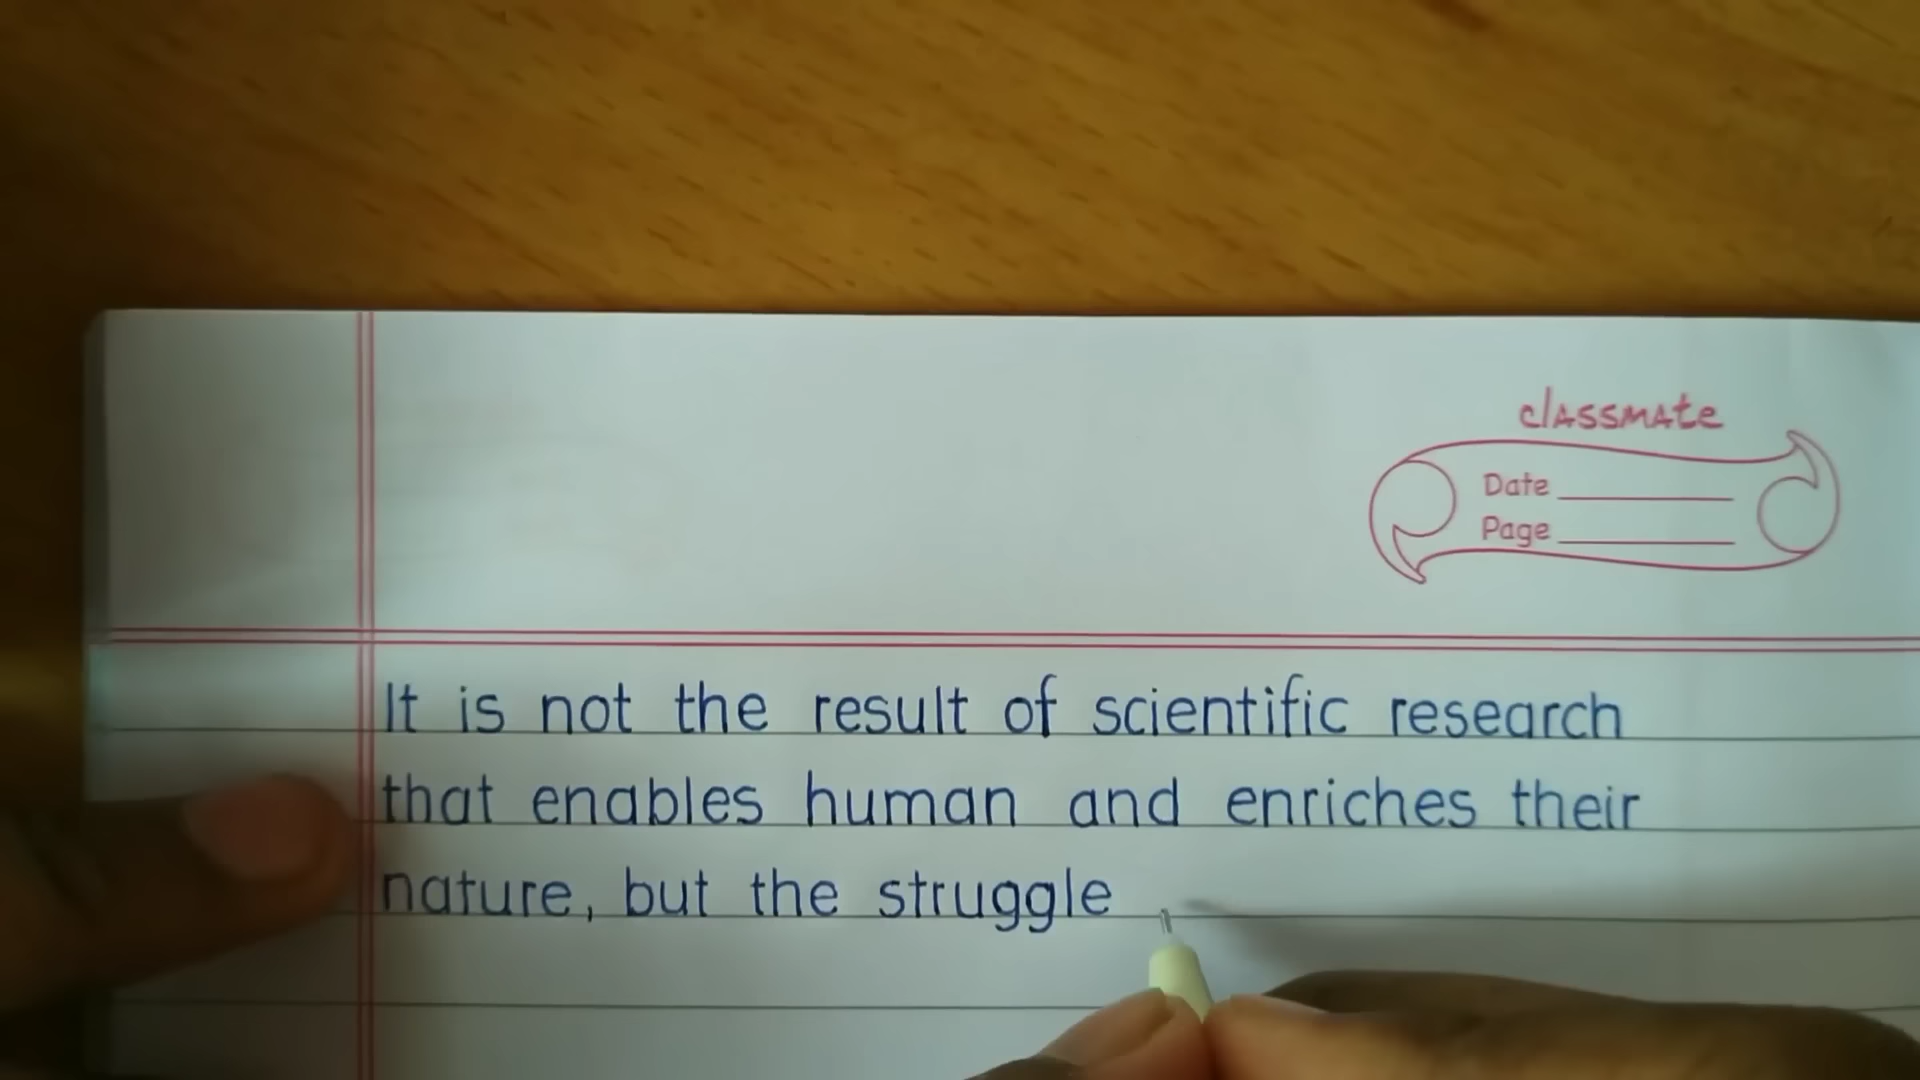 classmate
Date
Page
It is not the result of scientific research
that enables human and enriches their
nature, but the struggle